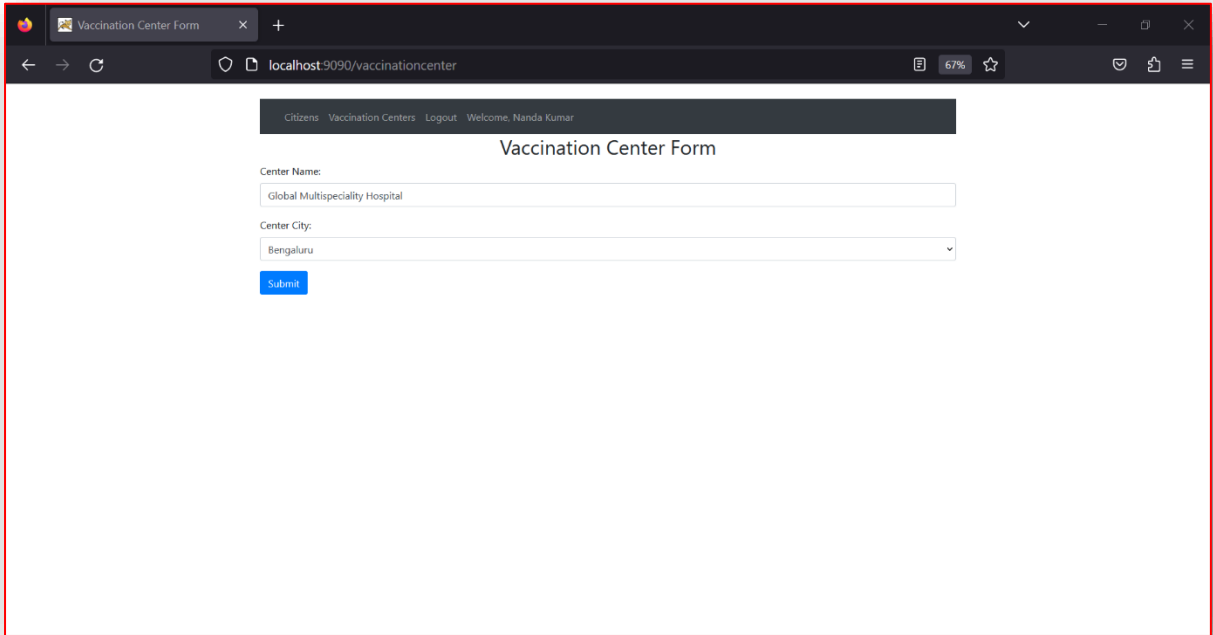 Vaccination Center Form
localhost:9090/vaccinationcenter
67%
Citizens Vaccination Centers Logout Welcome, Nanda Kumar
Vaccination Center Form
Center Name:
Global Multispeciality Hospital
Center City:
Bengaluru
Submit